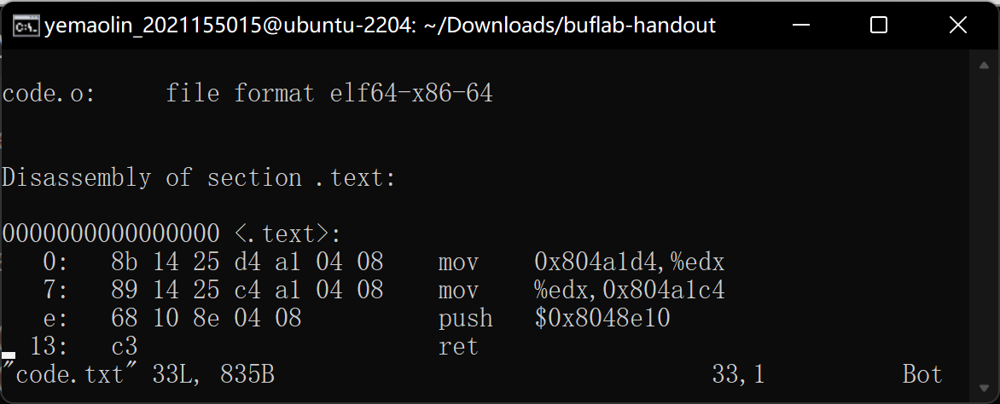 yemaolin_2021155015@ubuntu-2204: ~/Downloads/buflab-handout
code.o:     file format elf64-x86-64
Disassembly of section .text:
0000000000000000 <.text>:
   0:   8b 14 25 d4 a1 04 08    mov    0x804a1d4,%edx
   7:   89 14 25 c4 a1 04 08    mov    %edx,0x804a1c4
   e:   68 10 8e 04 08          push   $0x8048e10
  13:   c3                      ret
"code.txt" 33L, 835B                                33,1          Bot